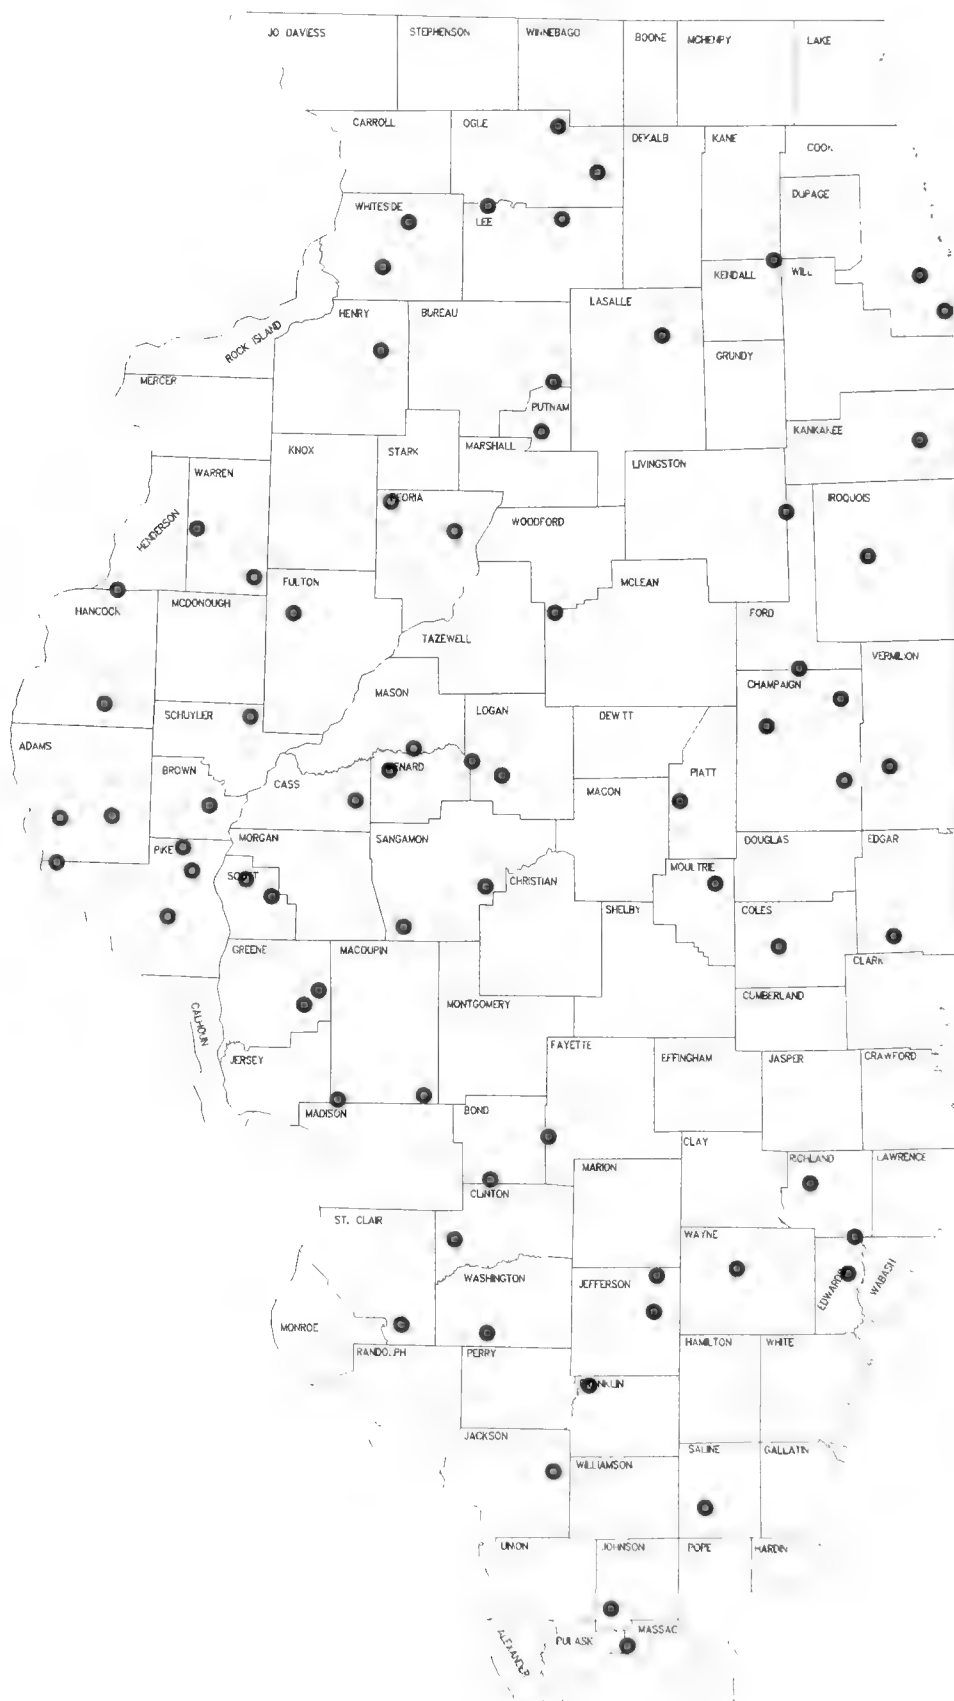 JO DAVIESS
STEPHENSON
WINNEBAGO
BOONE
MCHENRY
LAKE
CARROLL
OGLE
DEKALB
KANE
COOK
DUPAGE
WHITESIDE
LEE
KENDALL
WILL
ROCK ISLAND
HENRY
BUREAU
LASALLE
GRUNDY
MERCER
PUTNAM
KANKAKEE
KNOX
STARK
MARSHALL
LIVINGSTON
WARREN
HENDERSON
PEORIA
WOODFORD
IROQUOIS
HANCOCK
MCDONOUGH
FULTON
MCLEAN
FORD
TAZEWELL
VERMILION
MASON
CHAMPAIGN
SCHUYLER
LOGAN
DEWITT
ADAMS
BROWN
CASS
MENARD
PIATT
MACON
PIKE
MORGAN
SANGAMON
DOUGLAS
EDGAR
SCOTT
CHRISTIAN
MOULTRIE
SHELBY
COLES
GREENE
MACOUPIN
CLARK
CALHOUN
MONTGOMERY
CUMBERLAND
JERSEY
FAYETTE
EFFINGHAM
JASPER
CRAWFORD
MADISON
BOND
CLAY
MARION
RICHLAND
LAWRENCE
CLINTON
ST. CLAIR
WAYNE
WASHINGTON
JEFFERSON
EDWARDS
WABASH
MONROE
RANDOLPH
PERRY
HAMILTON
WHITE
FRANKLIN
JACKSON
WILLIAMSON
SALINE
GALLATIN
UNION
JOHNSON
POPE
HARDIN
ALEXANDER
PULASK
MASSAC